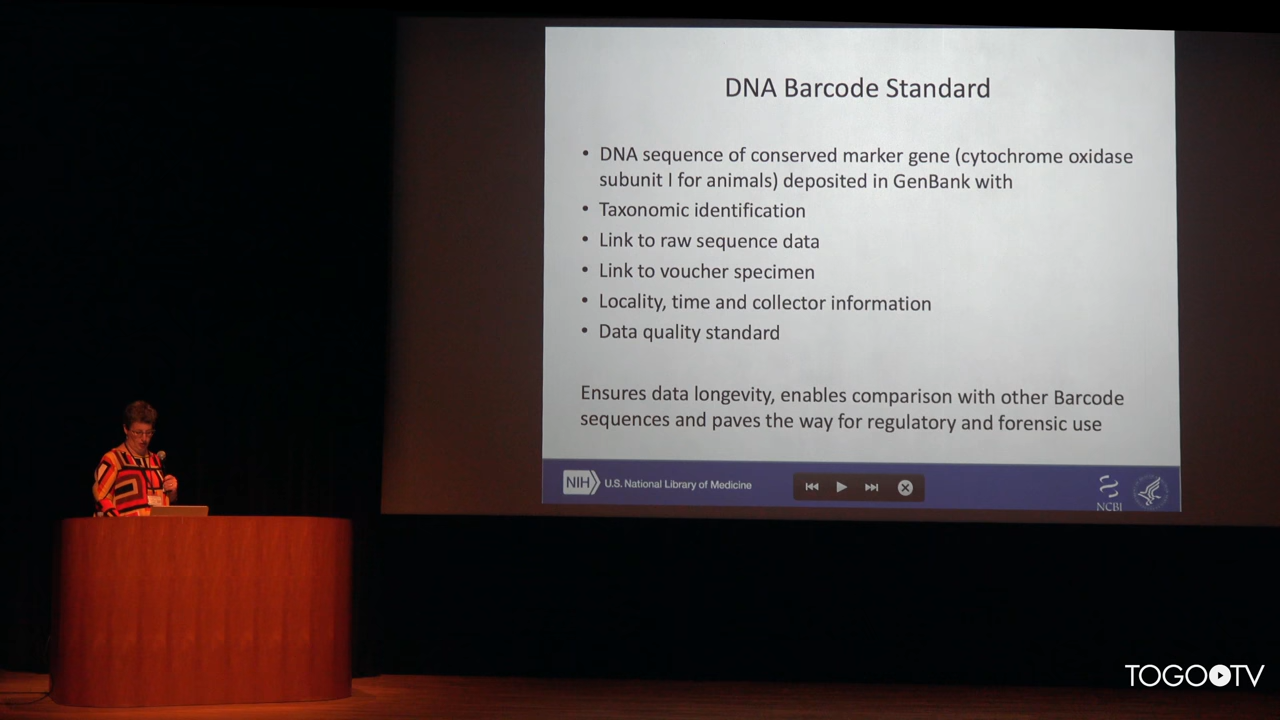 DNA Barcode Standard
• DNA sequence of conserved marker gene (cytochrome oxidase
subunit I for animals) deposited in GenBank with
• Taxonomic identification
• Link to raw sequence data
• Link to voucher specimen
• Locality, time and collector information
• Data quality standard
Ensures data longevity, enables comparison with other Barcode
sequences and paves the way for regulatory and forensic use
NIH U.S. National Library of Medicine
NCBI
TOGOTV